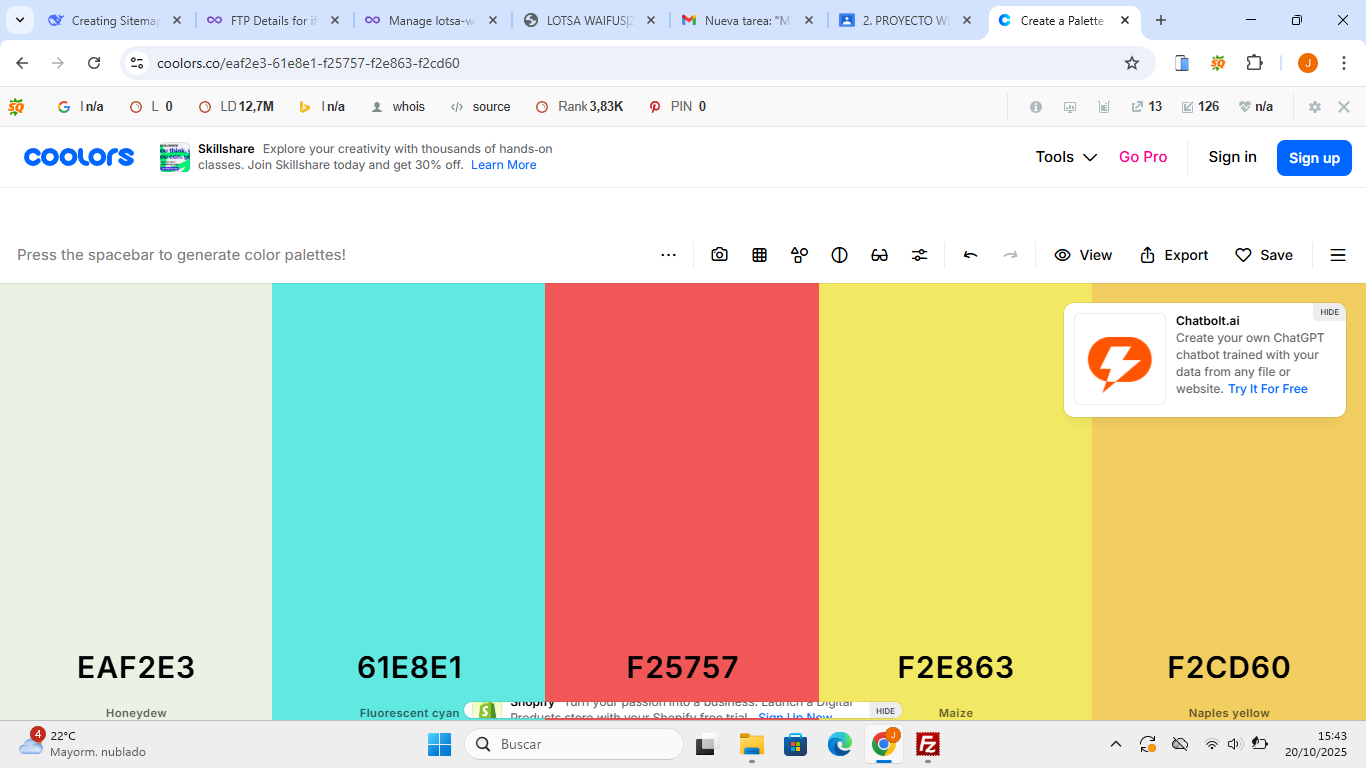 Creating Sitemap
FTP Details for if
Manage lotsa-w
LOTSA WAIFUS|Z
Nueva tarea: "M
2. PROYECTO W
Create a Palette
coolors.co/eaf2e3-61e8e1-f25757-f2e863-f2cd60
J
SQ
I n/a
L 0
LD 12,7M
I n/a
whois
source
Rank 3,83K
PIN 0
13
126
n/a
coolors
Skillshare Explore your creativity with thousands of hands-on
classes. Join Skillshare today and get 30% off. Learn More
Tools
Go Pro
Sign in
Sign up
Press the spacebar to generate color palettes!
View
Export
Save
HIDE
Chatbolt.ai
Create your own ChatGPT
chatbot trained with your
data from any file or
website. Try It For Free
EAF2E3
61E8E1
F25757
F2E863
F2CD60
Honeydew
Fluorescent cyan
Shopify Turn your passion into a business. Launch a Digital
Products store with your Shopify free trial. Sign Up Now
HIDE
Maize
Naples yellow
4
22°C
Mayorm. nublado
Buscar
J
15:43
20/10/2025